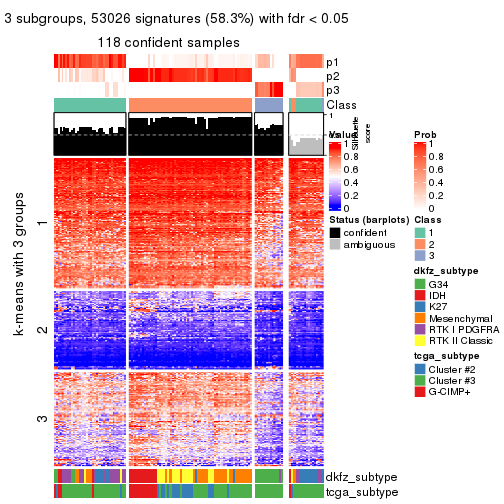 3 subgroups, 53026 signatures (58.3%) with fdr < 0.05
118 confident samples
p1
p2
p3
Class
1
Silhouette
score
k-means with 3 groups
1
2
3
Value
1
0.8
0.6
0.4
0.2
0
Prob
1
0.8
0.6
0.4
0.2
0
Status (barplots)
confident
ambiguous
Class
1
2
3
dkfz_subtype
G34
IDH
K27
Mesenchymal
RTK I PDGFRA
RTK II Classic
tcga_subtype
Cluster #2
Cluster #3
G-CIMP+
dkfz_subtype
tcga_subtype